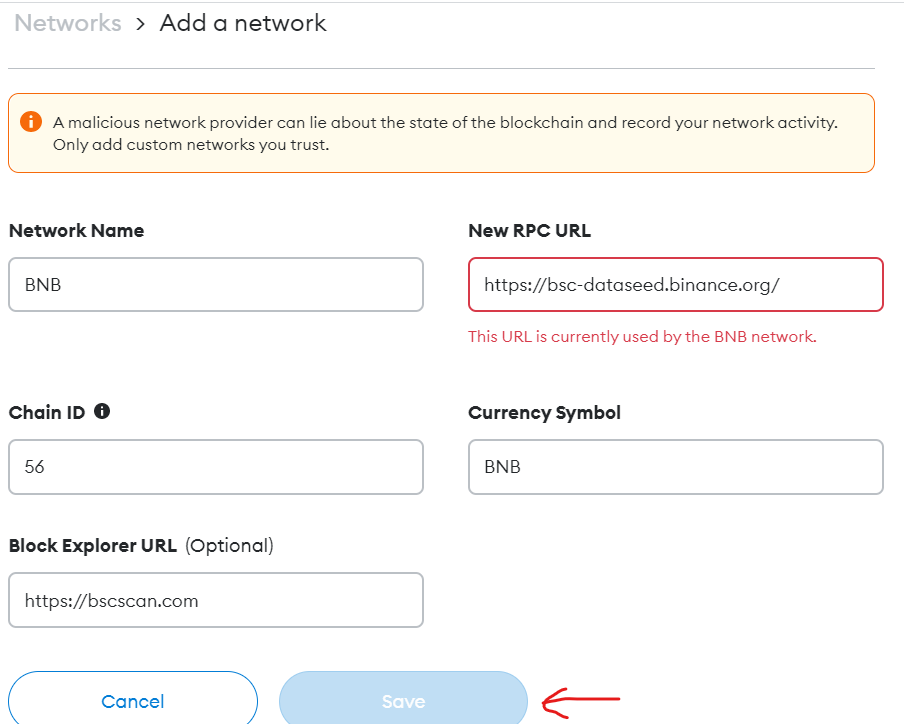 Networks > Add a network
A malicious network provider can lie about the state of the blockchain and record your network activity.
Only add custom networks you trust.
Network Name
New RPC URL
BNB
https://bsc-dataseed.binance.org/
This URL is currently used by the BNB network.
Chain ID
Currency Symbol
56
BNB
Block Explorer URL (Optional)
https://bscscan.com
Cancel
Save